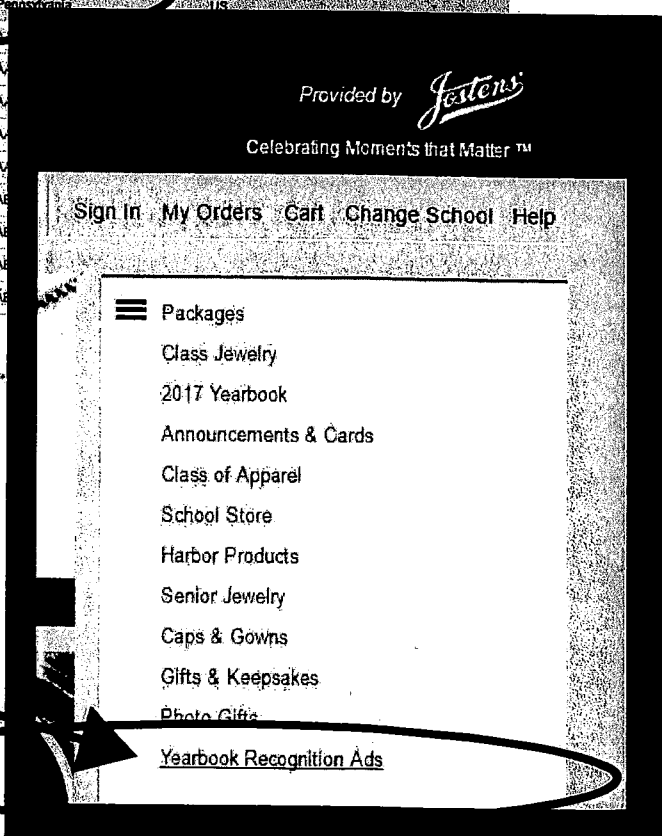 Pennsylvania US
Provided by Jostens
Celebrating Moments that Matter ™
Sign In My Orders Cart Change School Help
Packages
Class Jewelry
2017 Yearbook
Announcements & Cards
Class of Apparel
School Store
Harbor Products
Senior Jewelry
Caps & Gowns
Gifts & Keepsakes
Photo Gifts
Yearbook Recognition Ads